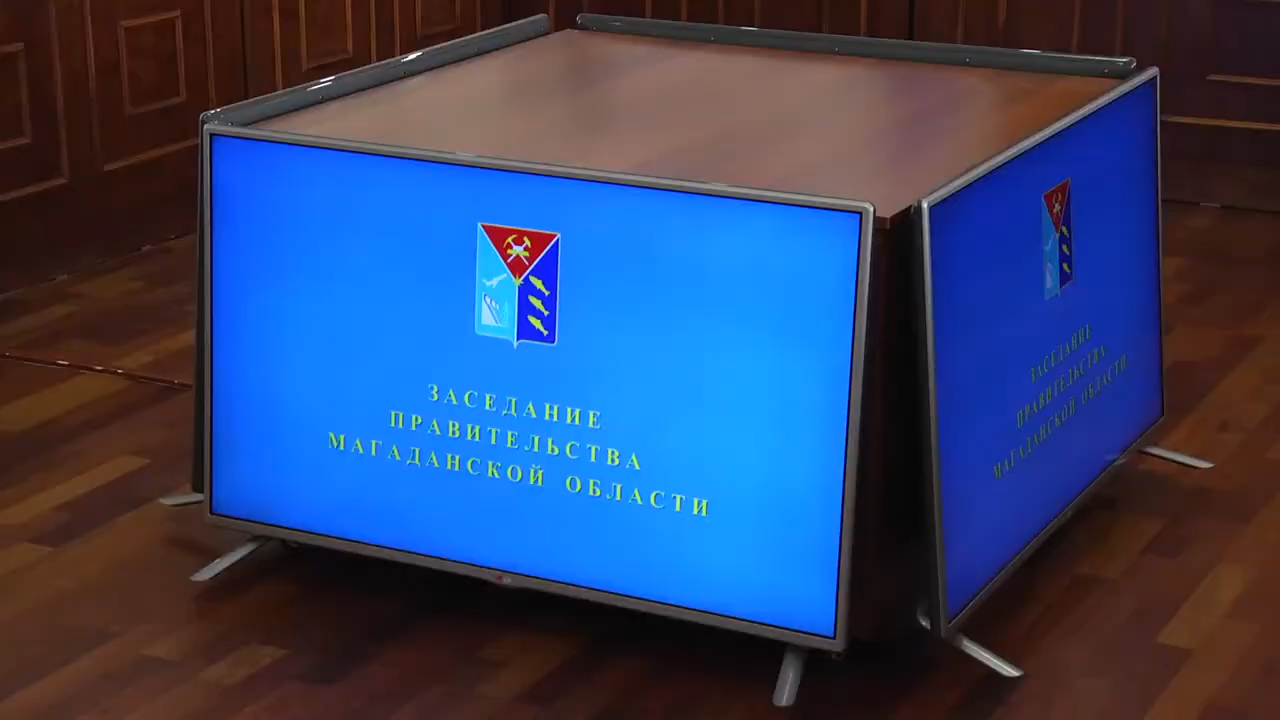 ЗАСЕДАНИЕ
ПРАВИТЕЛЬСТВА
МАГАДАНСКОЙ ОБЛАСТИ
ЗАСЕДАНИЕ
ПРАВИТЕЛЬСТВА
МАГАДАНСКОЙ ОБЛАСТИ